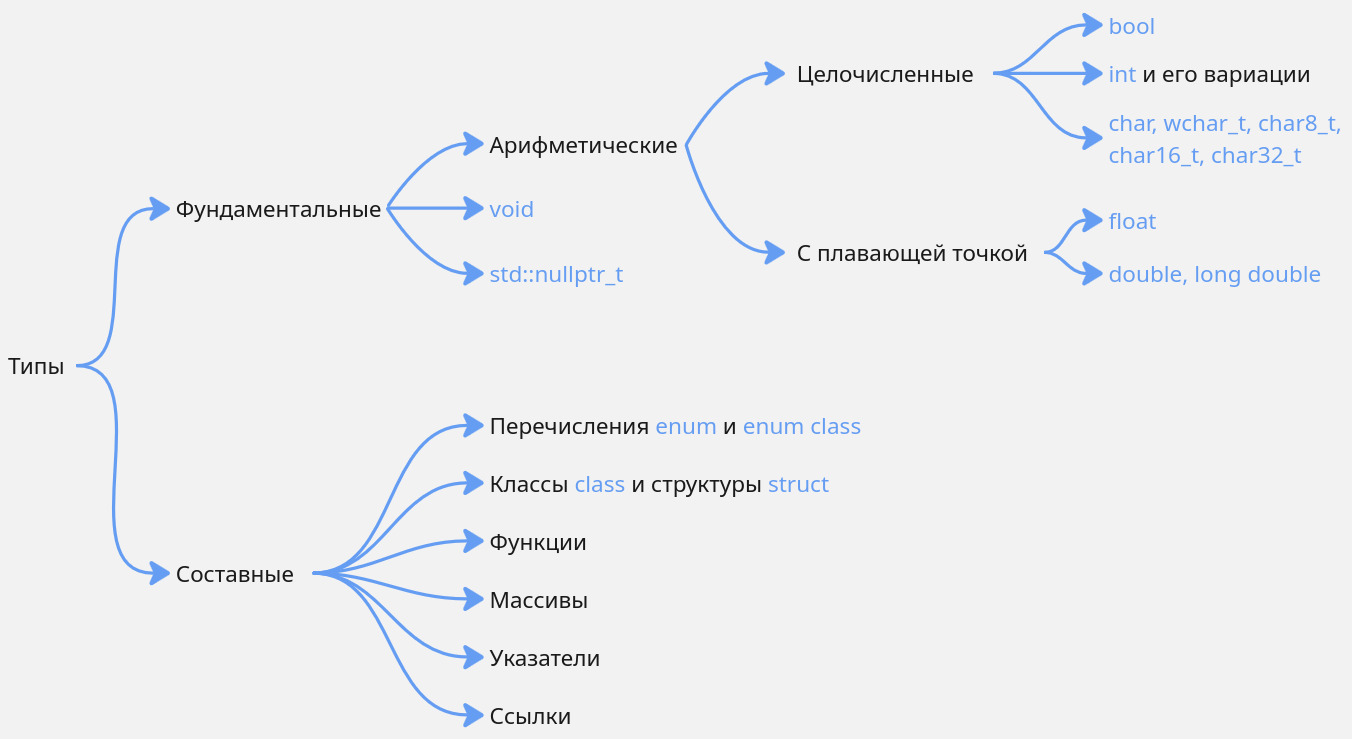 bool
Целочисленные
int и его вариации
char, wchar_t, char8_t,
char16_t, char32_t
Арифметические
Фундаментальные
void
float
С плавающей точкой
std::nullptr_t
double, long double
Типы
Перечисления enum и enum class
Классы class и структуры struct
Функции
Составные
Массивы
Указатели
Ссылки